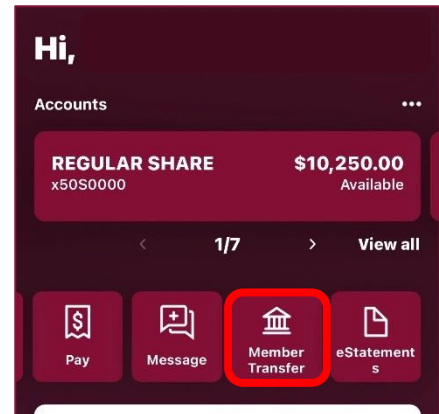 Hi,
Accounts
REGULAR SHARE $10,250.00
x50S0000 Available
1/7 View all
Pay Message Member Transfer eStatement
s